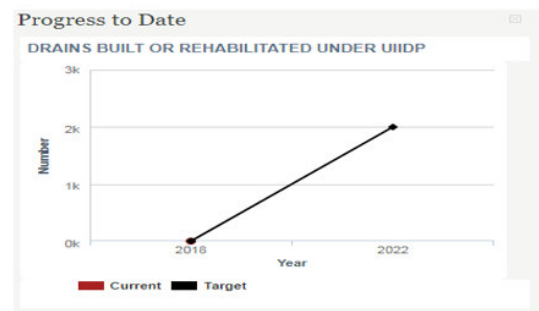 Progress to Date
DRAINS BUILT OR REHABILITATED UNDER UIIDP
3k
2k
1k
0k
Number
2018
2022
Year
Current
Target